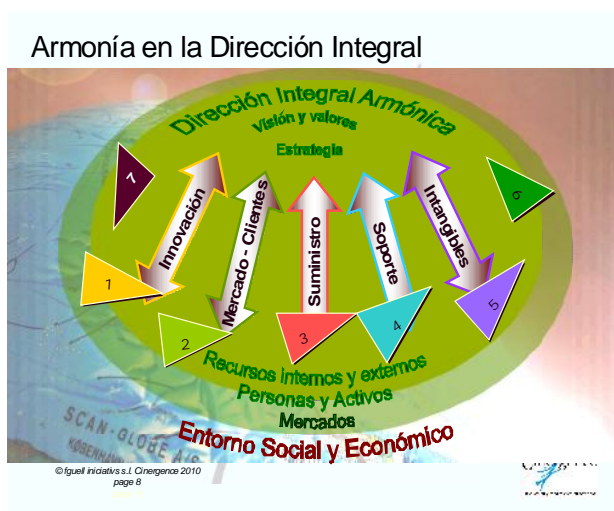 Armonía en la Dirección Integral
Dirección Integral Armónica
Visión y valores
Estrategia
7
6
Innovación
Mercado - Clientes
Suministro
Soporte
Intangibles
1
2
3
4
5
Recursos internos y externos
Personas y Activos
Mercados
Entorno Social y Económico
SCAN-GLOBE A/S
© fguell iniciativs s.l. Cinergence 2010
page 8